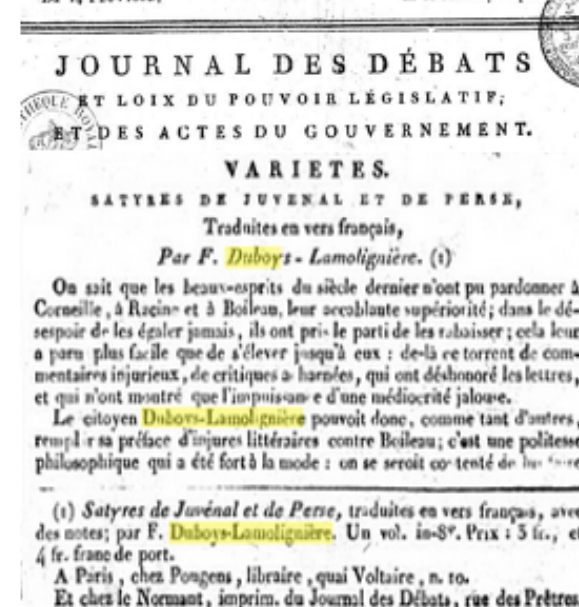 JOURNAL DES DÉBATS
ET LOIX DU POUVOIR LÉGISLATIF;
ET DES ACTES DU GOUVERNEMENT.
VARIETES.
SATYRES DE JUVENAL ET DE PERSE,
Traduites en vers français,
Par F. Duboys-Lamolignière. (1)
On sait que les beaux-esprits du siècle dernier n'ont pu pardonner à
Corneille, à Racine et à Boileau, leur accablante supériorité; dans le dé-
sespoir de les égaler jamais, ils ont pris le parti de les rabaisser; cela leur
a paru plus facile que de s'élever jusqu'à eux : de-là ce torrent de com-
mentaires injurieux, de critiques acharnées, qui ont déshonoré les lettres,
et qui n'ont montré que l'impuissance d'une médiocrité jalouse.
Le citoyen Duboys-Lamolignière pouvoit donc, comme tant d'autres,
remplir sa préface d'injures littéraires contre Boileau; c'est une politesse
philosophique qui a été fort à la mode : on se seroit contenté de
(1) Satyres de Juvénal et de Perse, traduites en vers français, avec
des notes; par F. Duboys-Lamolignière. Un vol. in-8°. Prix : 3 fr., et
4 fr. franc de port.
A Paris, chez Pougens, libraire, quai Voltaire, n. 10.
Et chez le Normant, imprim. du Journal des Débats, rue des Prêtres